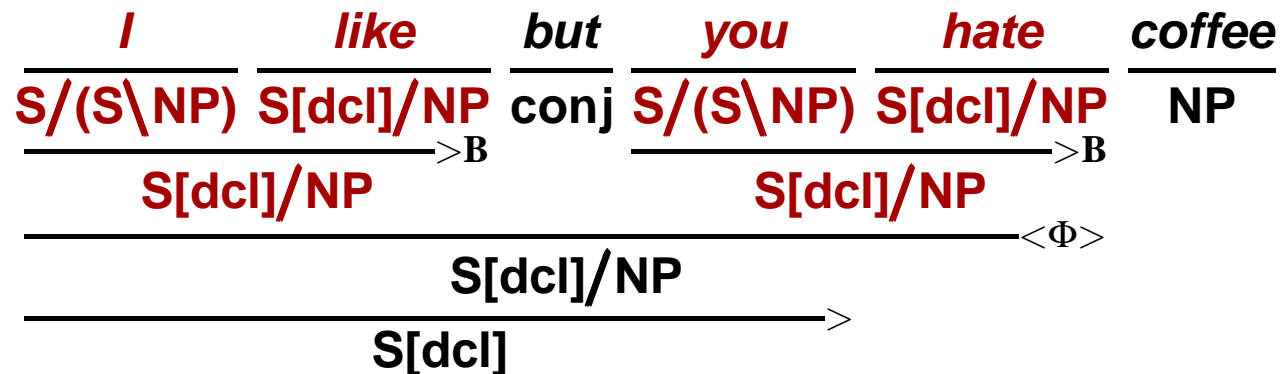 I like but you hate coffee
S/(S\NP) S[dcl]/NP conj S/(S\NP) S[dcl]/NP NP
>B >B
S[dcl]/NP S[dcl]/NP
<Φ>
S[dcl]/NP
>
S[dcl]